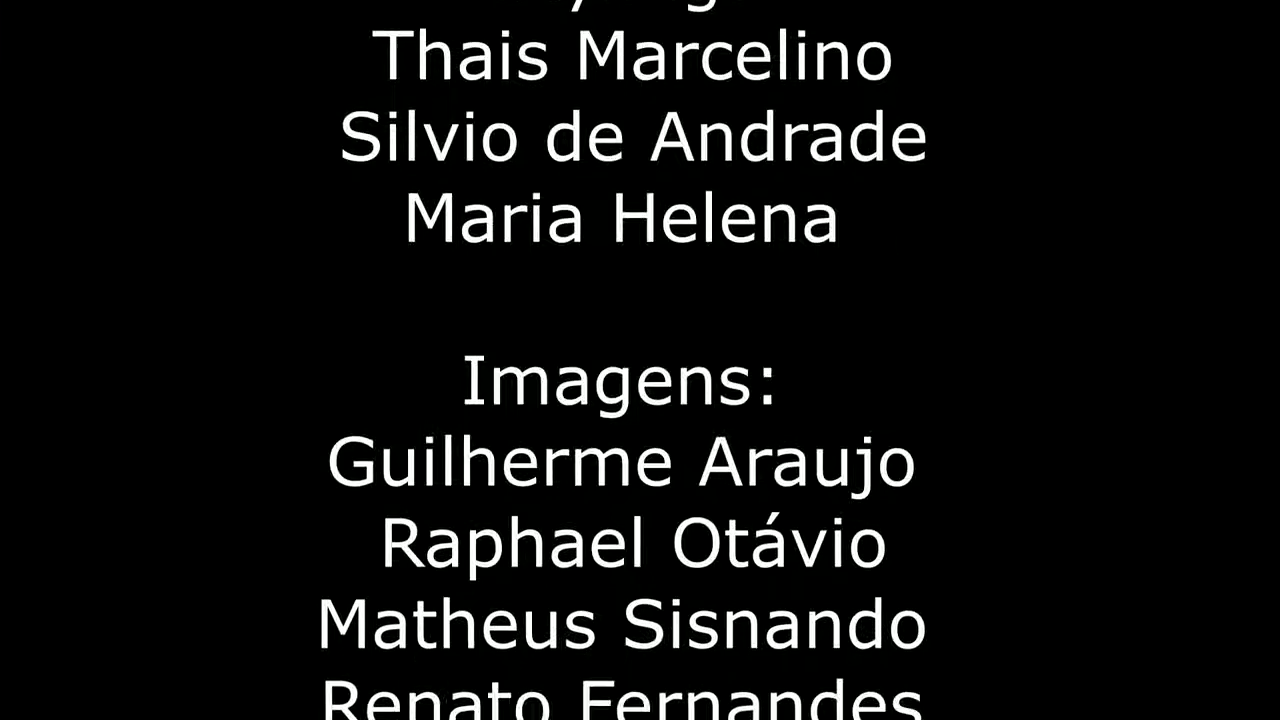 Thais Marcelino
Silvio de Andrade
Maria Helena
Imagens:
Guilherme Araujo
Raphael Otávio
Matheus Sisnando
Renato Fernandes